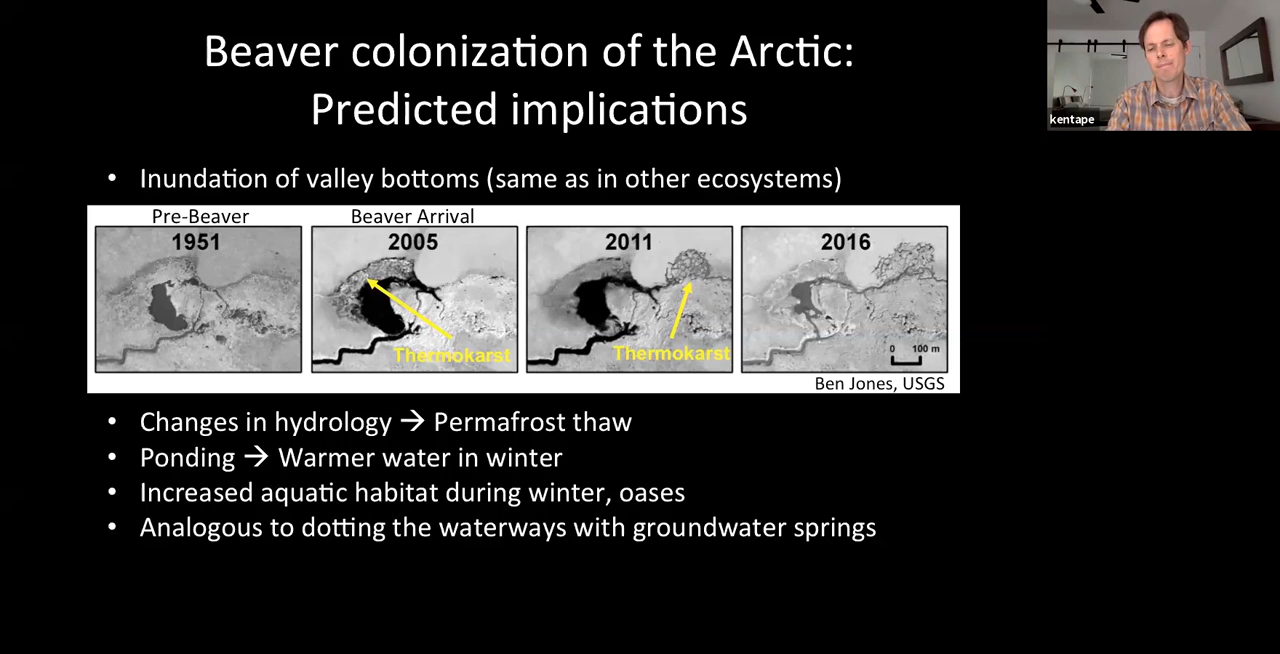 Beaver colonization of the Arctic:
Predicted implications
kentape
• Inundation of valley bottoms (same as in other ecosystems)
Pre-Beaver
Beaver Arrival
1951
2005
2011
2016
Thermokarst
Thermokarst
0 100 m
Ben Jones, USGS
• Changes in hydrology → Permafrost thaw
• Ponding → Warmer water in winter
• Increased aquatic habitat during winter, oases
• Analogous to dotting the waterways with groundwater springs